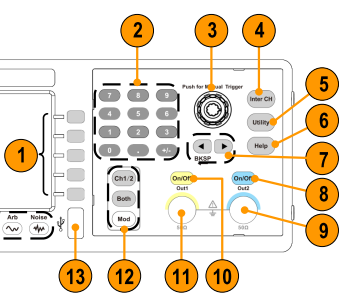 2
3
4
Push for Manual Trigger
Inter CH
7 8 9
4 5 6
1 2 3
0 . +/-
Utility
5
Help
6
1
◀ ▶
BKSP
7
Ch1/2
Both
Mod
On/Off
Out1
On/Off
Out2
8
50Ω
50Ω
9
Arb Noise
13
12
11
10